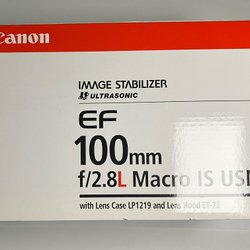 Canon
IMAGE STABILIZER
ULTRASONIC
EF
100mm
f/2.8L Macro IS USM
with Lens Case LP1219 and Lens Hood ET-73